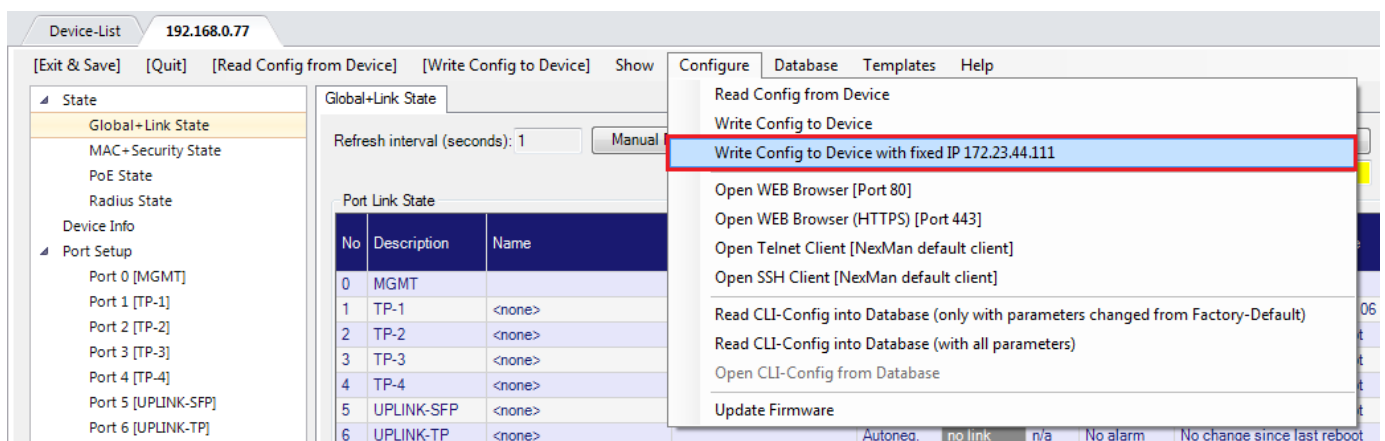 Device-List 192.168.0.77
[Exit & Save] [Quit] [Read Config from Device] [Write Config to Device] Show Configure Database Templates Help
State
Global+Link State
MAC+Security State
PoE State
Radius State
Device Info
Port Setup
Port 0 [MGMT]
Port 1 [TP-1]
Port 2 [TP-2]
Port 3 [TP-3]
Port 4 [TP-4]
Port 5 [UPLINK-SFP]
Port 6 [UPLINK-TP]
Global+Link State
Refresh interval (seconds): 1 Manual
Port Link State
No Description Name
0 MGMT
1 TP-1 <none> 06
2 TP-2 <none>
3 TP-3 <none>
4 TP-4 <none>
5 UPLINK-SFP <none>
6 UPLINK-TP <none> Autoneg. no link n/a No alarm No change since last reboot
Read Config from Device
Write Config to Device
Write Config to Device with fixed IP 172.23.44.111
Open WEB Browser [Port 80]
Open WEB Browser (HTTPS) [Port 443]
Open Telnet Client [NexMan default client]
Open SSH Client [NexMan default client]
Read CLI-Config into Database (only with parameters changed from Factory-Default)
Read CLI-Config into Database (with all parameters)
Open CLI-Config from Database
Update Firmware